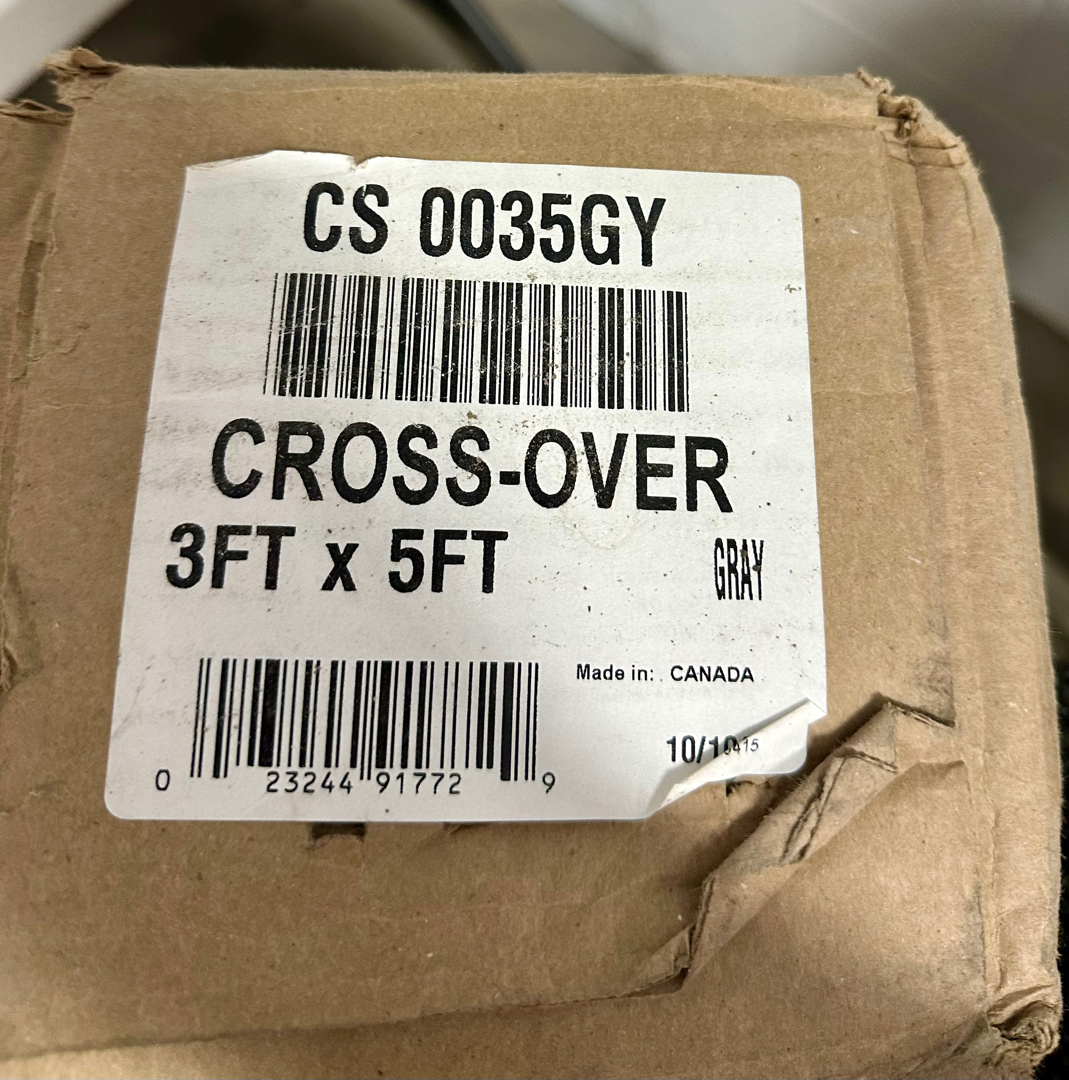 CS 0035GY
CROSS-OVER
3FT x 5FT
GRAY
Made in: CANADA
0 23244 91772 9